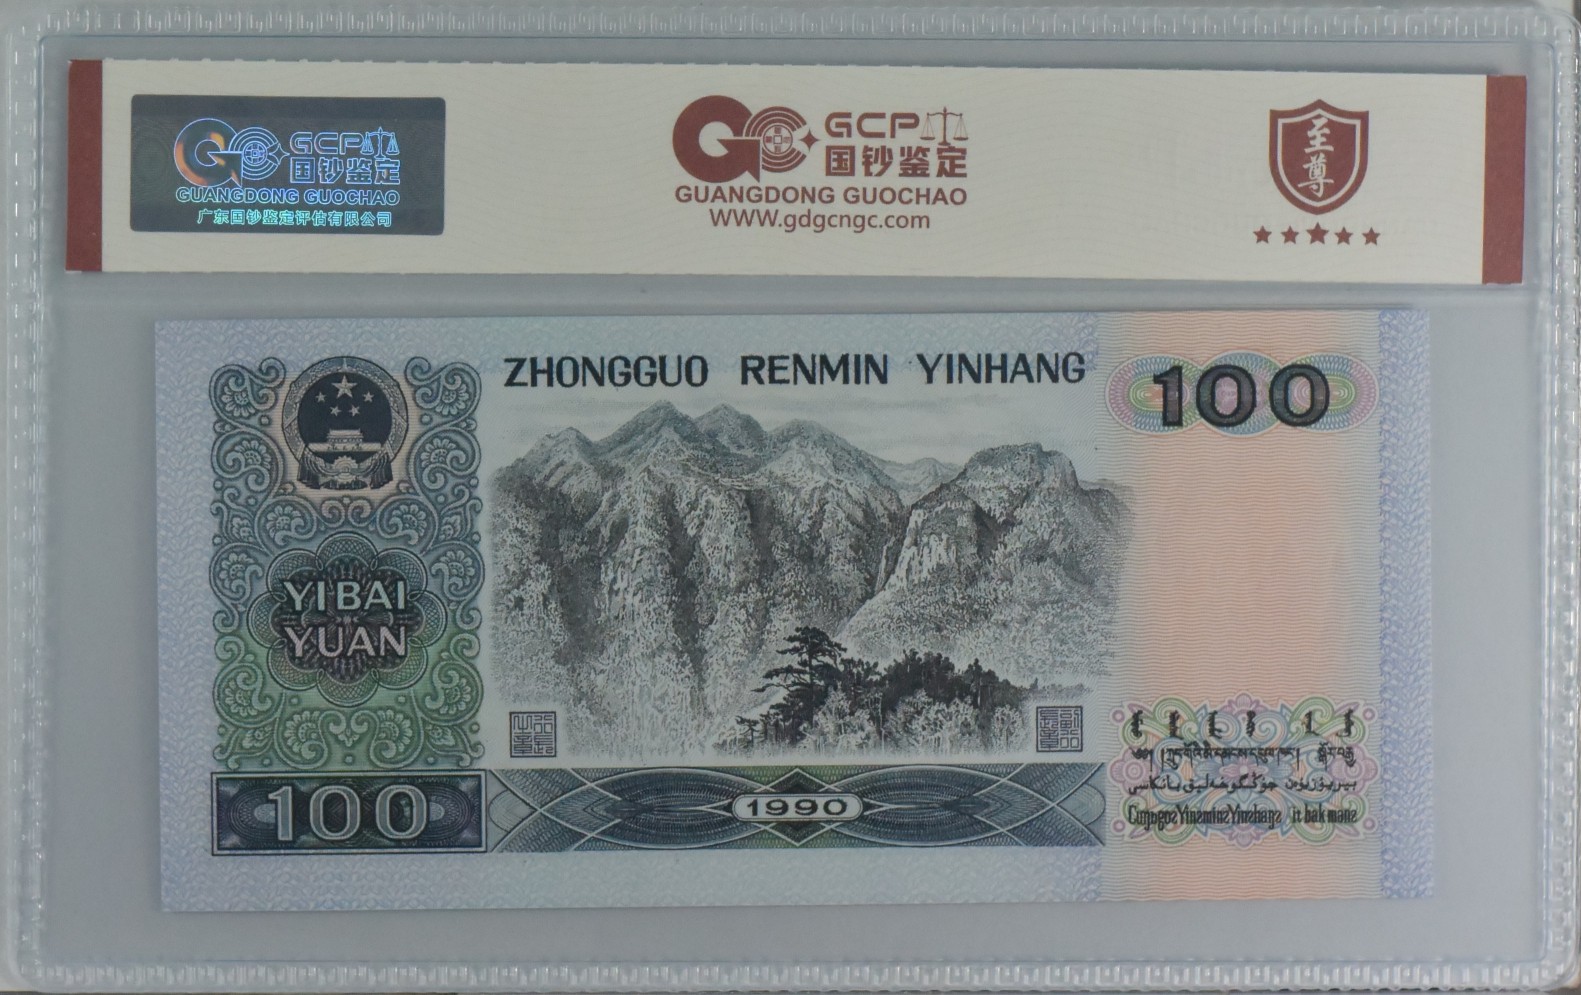 GCP
国钞鉴定
GUANGDONG GUOCHAO
广东国钞鉴定评估有限公司
GCP
国钞鉴定
GUANGDONG GUOCHAO
WWW.gdgcngc.com
至尊
ZHONGGUO RENMIN YINHANG
100
YI BAI
YUAN
100
1990